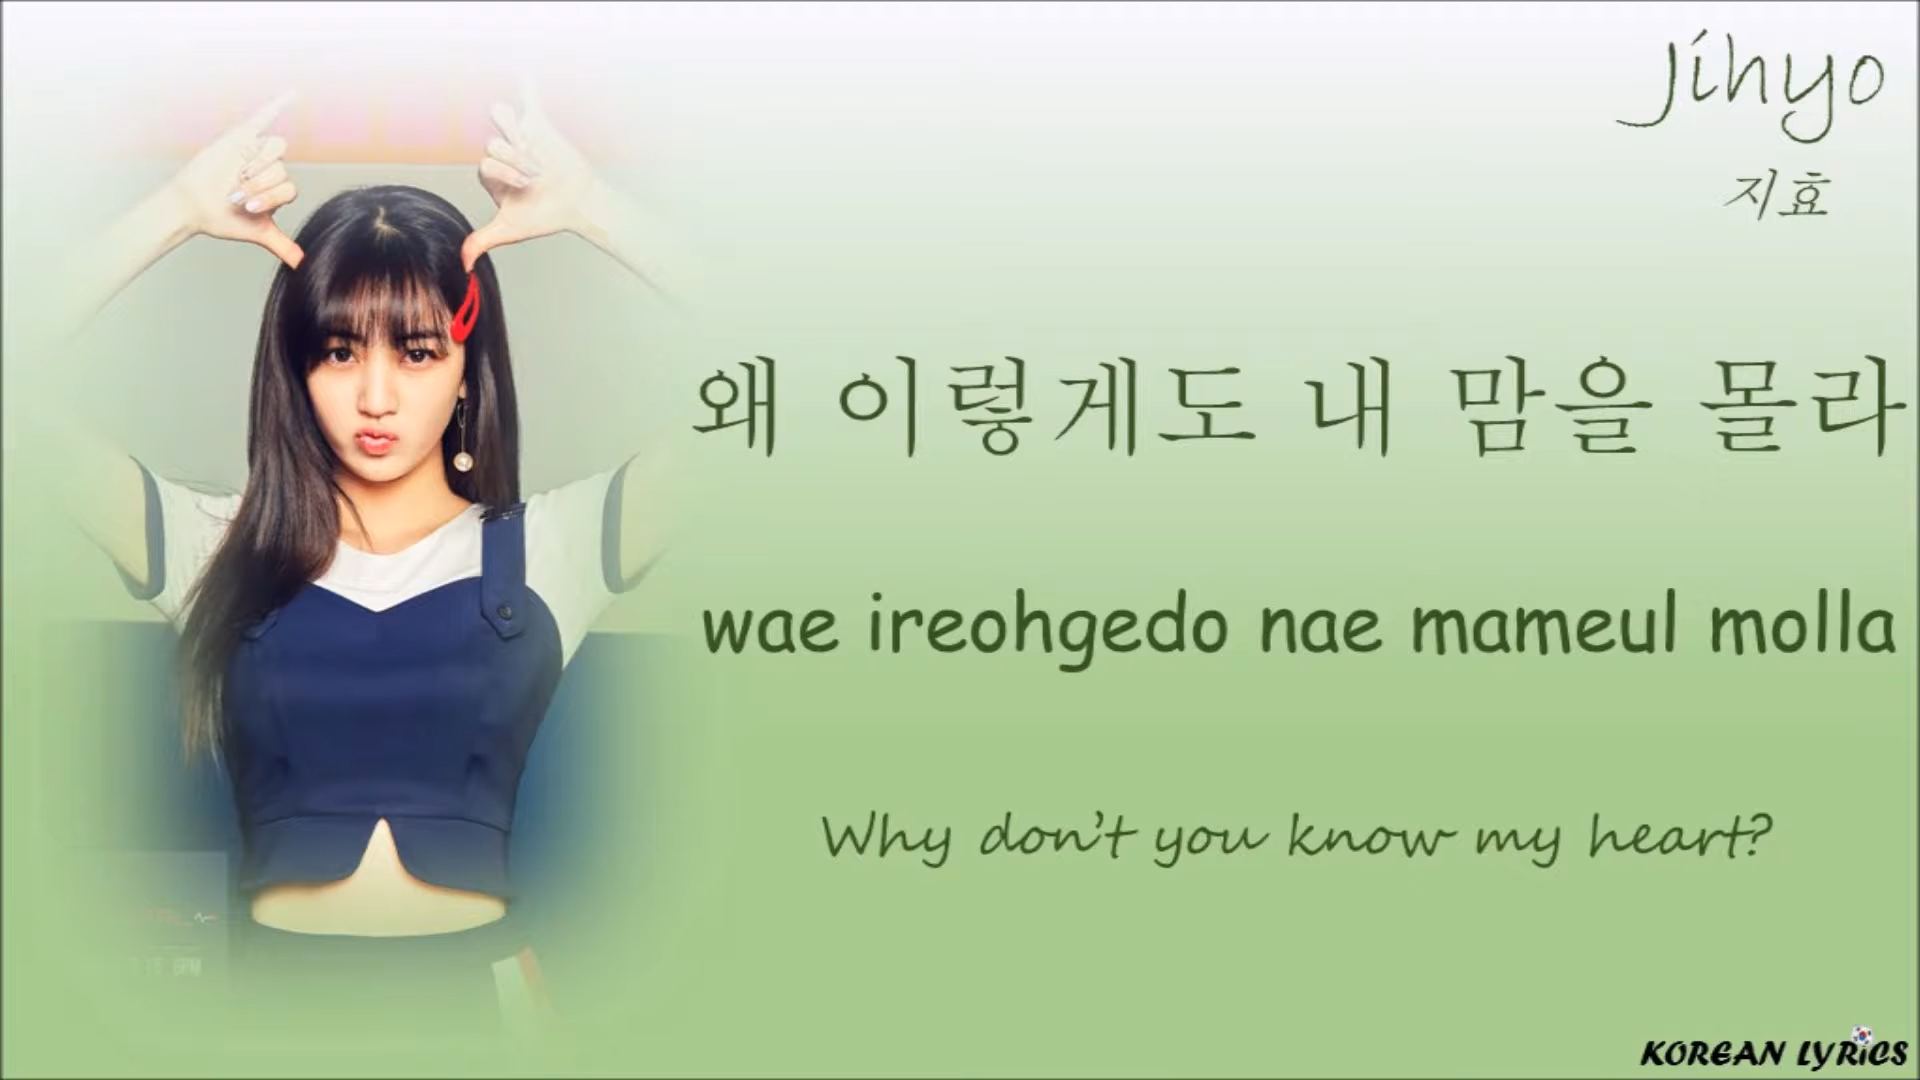 Jihyo
지효
왜 이렇게도 내 맘을 몰라
wae ireohgedo nae mameul molla
Why don't you know my heart?
KOREAN LYRICS